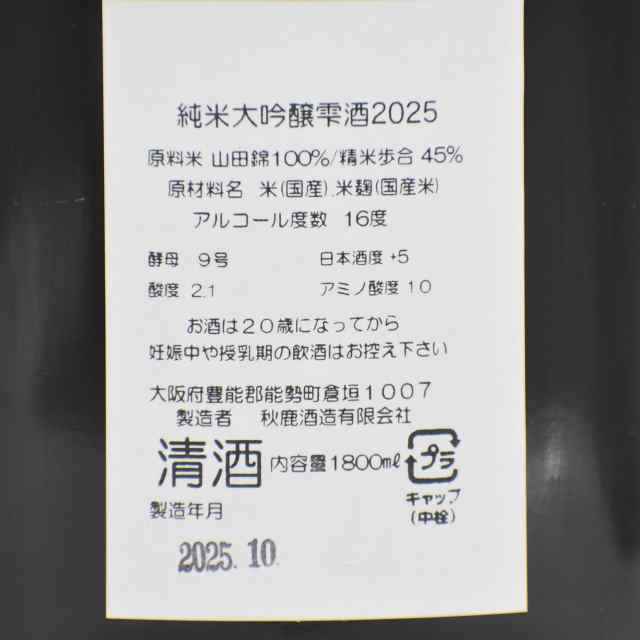 純米大吟醸雫酒2025
原料米 山田錦100%/精米歩合 45%
原材料名 米(国産)、米麹(国産米)
アルコール度数 16度
酵母 9号 日本酒度 +5
酸度 2.1 アミノ酸度 1.0
お酒は20歳になってから
妊娠中や授乳期の飲酒はお控え下さい
大阪府豊能郡能勢町倉垣1007
製造者 秋鹿酒造有限会社
清酒 内容量1800ml プラ
キャップ
(中栓)
製造年月
2025.10.